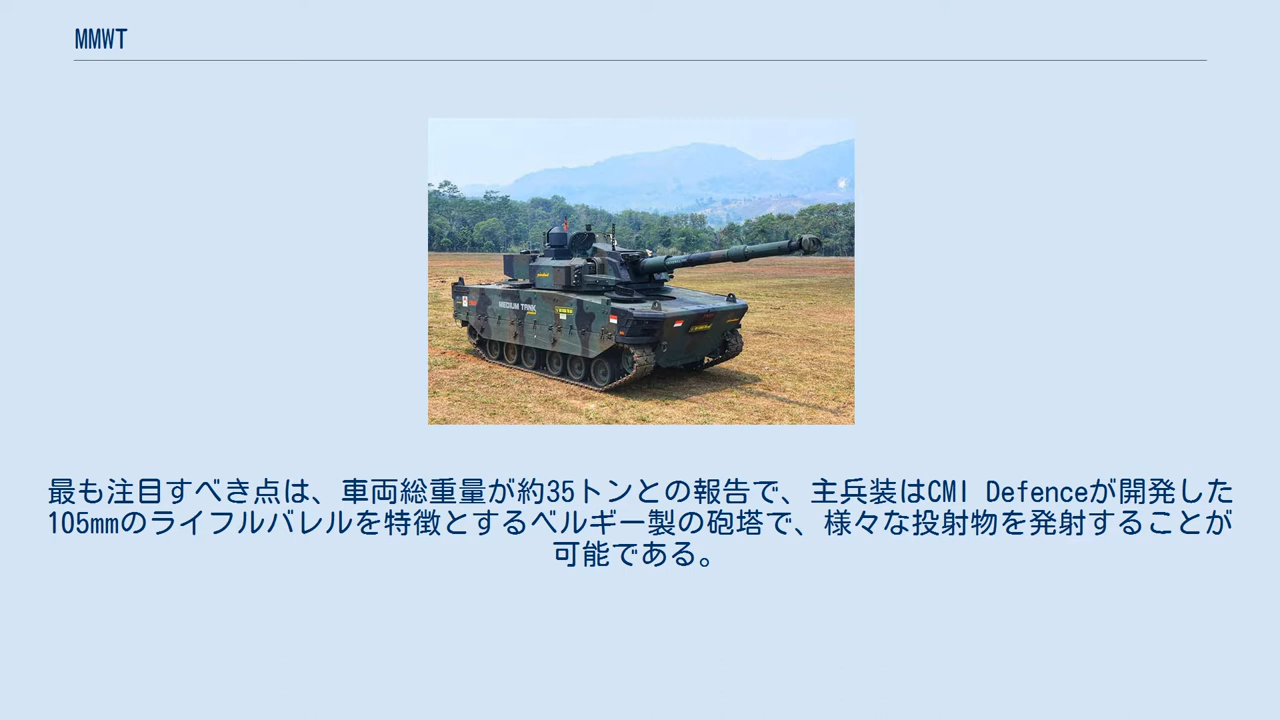 MMWT
MEDIUM TANK
最も注目すべき点は、車両総重量が約35トンとの報告で、主兵装はCMI Defenceが開発した
105mmのライフルバレルを特徴とするベルギー製の砲塔で、様々な投射物を発射することが
可能である。